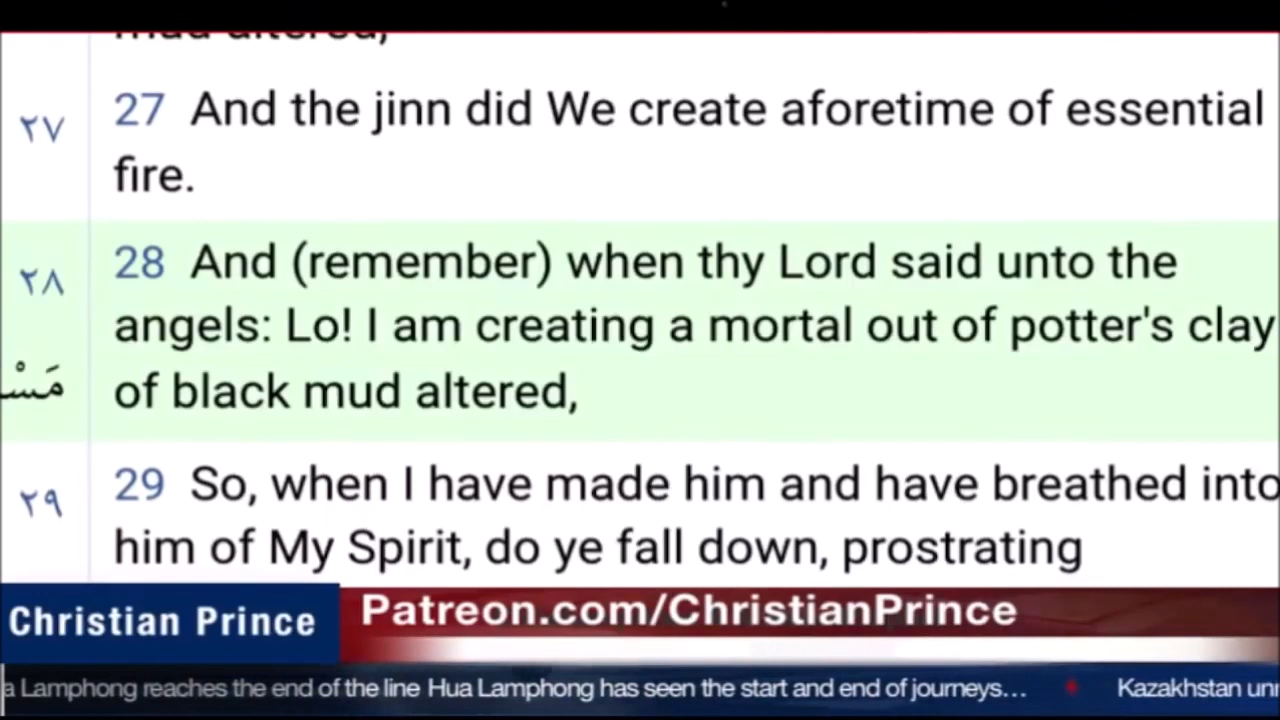 mud altered,
٢٧
27 And the jinn did We create aforetime of essential
fire.
٢٨
28 And (remember) when thy Lord said unto the
angels: Lo! I am creating a mortal out of potter's clay
of black mud altered,
٢٩
29 So, when I have made him and have breathed into
him of My Spirit, do ye fall down, prostrating
Christian Prince
Patreon.com/ChristianPrince
a Lamphong reaches the end of the line Hua Lamphong has seen the start and end of journeys... Kazakhstan